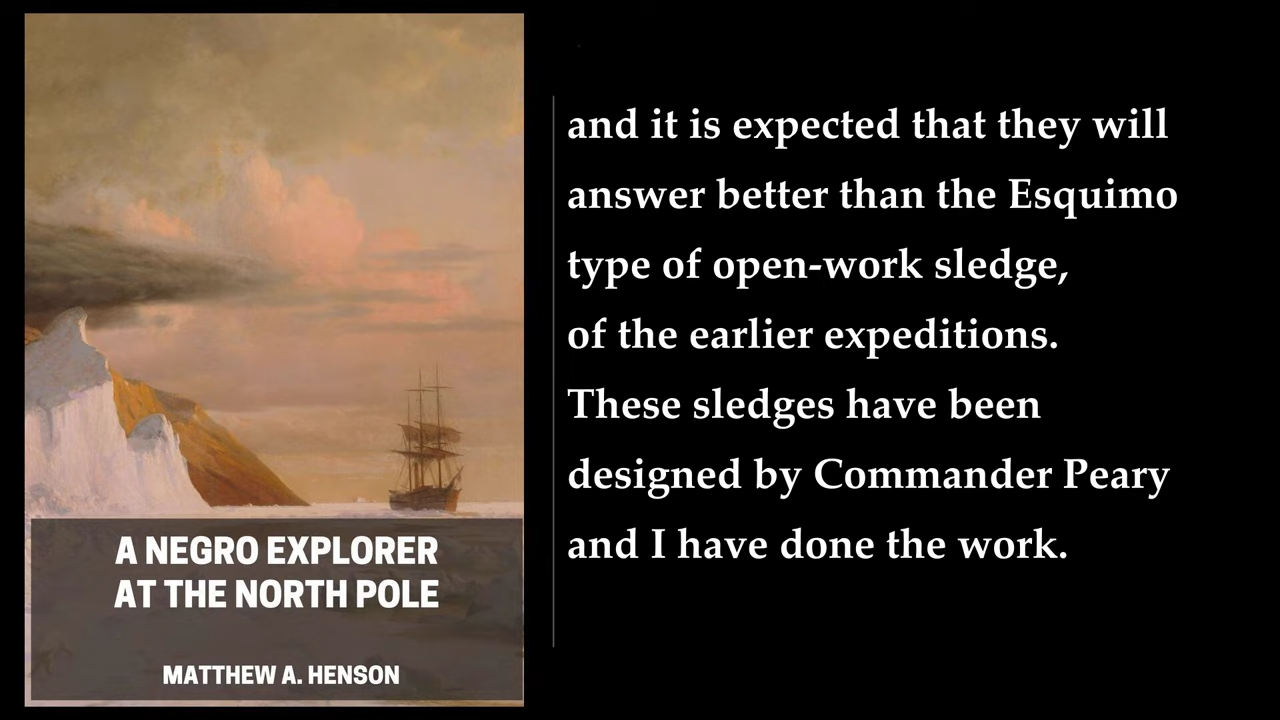 A NEGRO EXPLORER
AT THE NORTH POLE
MATTHEW A. HENSON
and it is expected that they will
answer better than the Esquimo
type of open-work sledge,
of the earlier expeditions.
These sledges have been
designed by Commander Peary
and I have done the work.